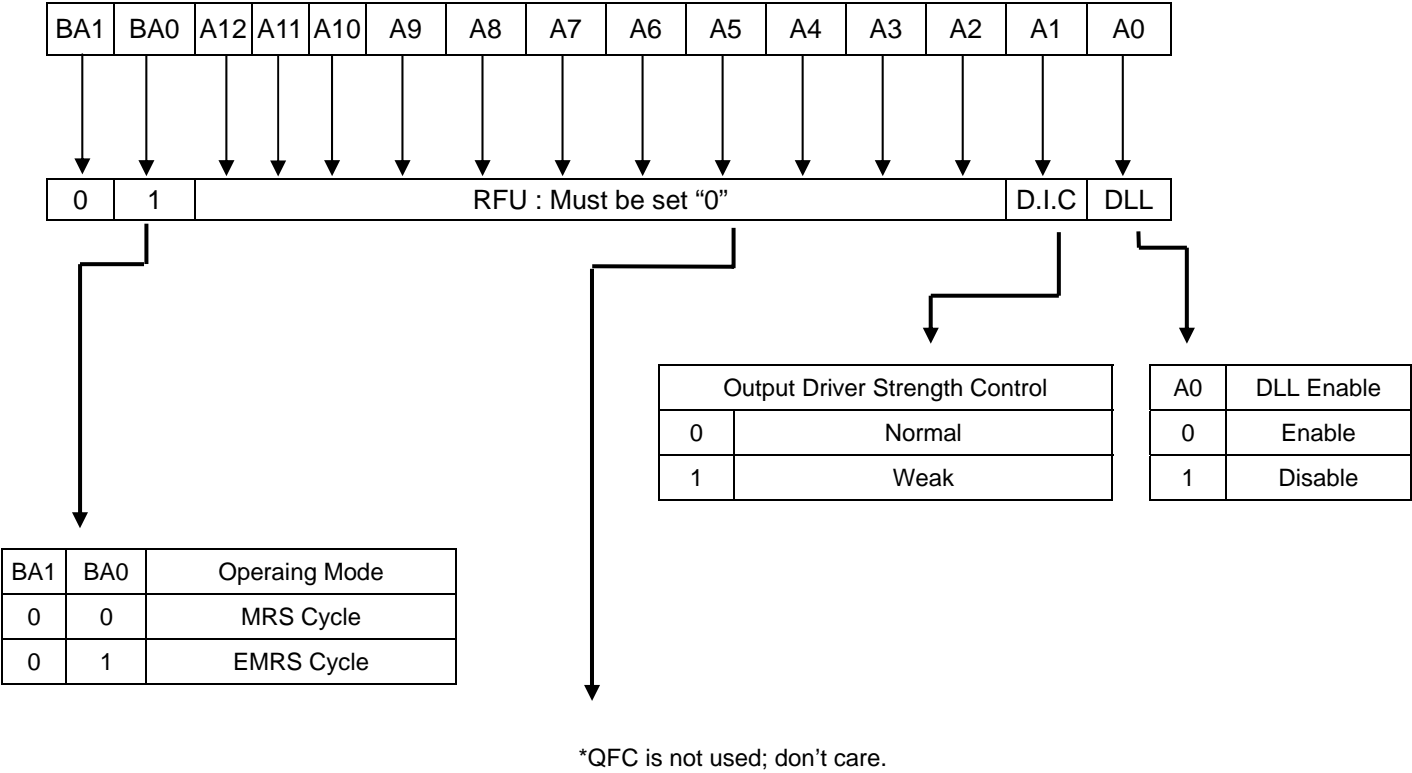 BA1 BA0 A12 A11 A10 A9 A8 A7 A6 A5 A4 A3 A2 A1 A0
0 1 RFU : Must be set “0” D.I.C DLL
Output Driver Strength Control
0 Normal
1 Weak
A0 DLL Enable
0 Enable
1 Disable
BA1 BA0 Operaing Mode
0 0 MRS Cycle
0 1 EMRS Cycle
*QFC is not used; don’t care.